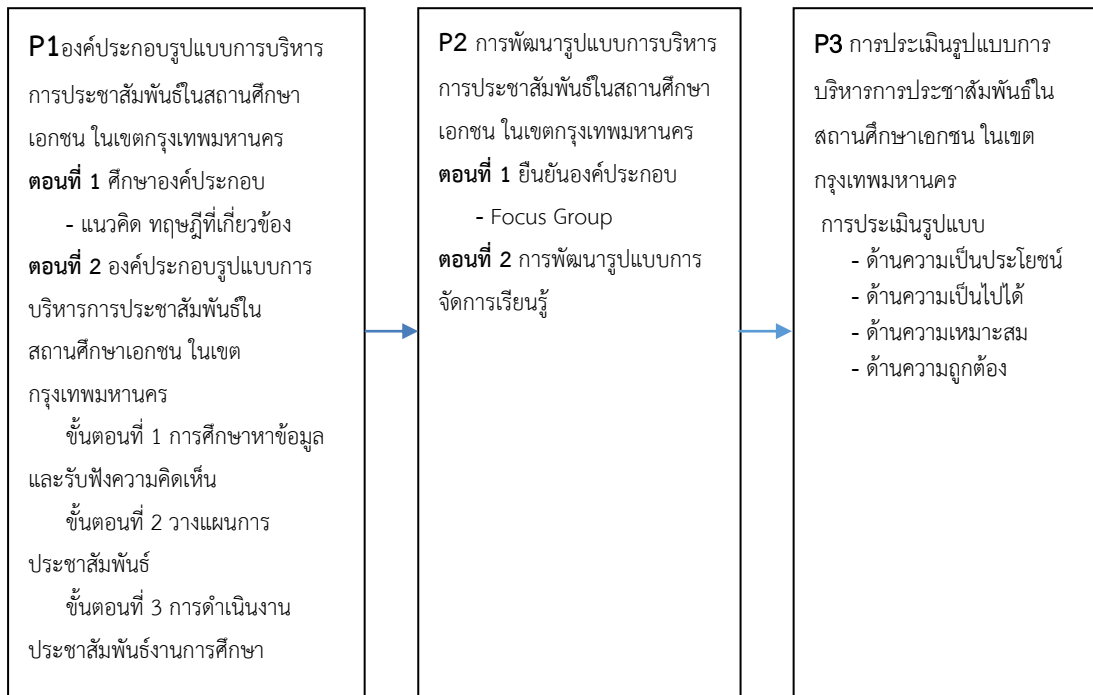 P1องค์ประกอบรูปแบบการบริหาร
การประชาสัมพันธ์ในสถานศึกษา
เอกชน ในเขตกรุงเทพมหานคร
ตอนที่ 1 ศึกษาองค์ประกอบ
- แนวคิด ทฤษฎีที่เกี่ยวข้อง
ตอนที่ 2 องค์ประกอบรูปแบบการ
บริหารการประชาสัมพันธ์ใน
สถานศึกษาเอกชน ในเขต
กรุงเทพมหานคร
ขั้นตอนที่ 1 การศึกษาหาข้อมูล
และรับฟังความคิดเห็น
ขั้นตอนที่ 2 วางแผนการ
ประชาสัมพันธ์
ขั้นตอนที่ 3 การดำเนินงาน
ประชาสัมพันธ์งานการศึกษา
P2 การพัฒนารูปแบบการบริหาร
การประชาสัมพันธ์ในสถานศึกษา
เอกชน ในเขตกรุงเทพมหานคร
ตอนที่ 1 ยืนยันองค์ประกอบ
- Focus Group
ตอนที่ 2 การพัฒนารูปแบบการ
จัดการเรียนรู้
P3 การประเมินรูปแบบการ
บริหารการประชาสัมพันธ์ใน
สถานศึกษาเอกชน ในเขต
กรุงเทพมหานคร
การประเมินรูปแบบ
- ด้านความเป็นประโยชน์
- ด้านความเป็นไปได้
- ด้านความเหมาะสม
- ด้านความถูกต้อง